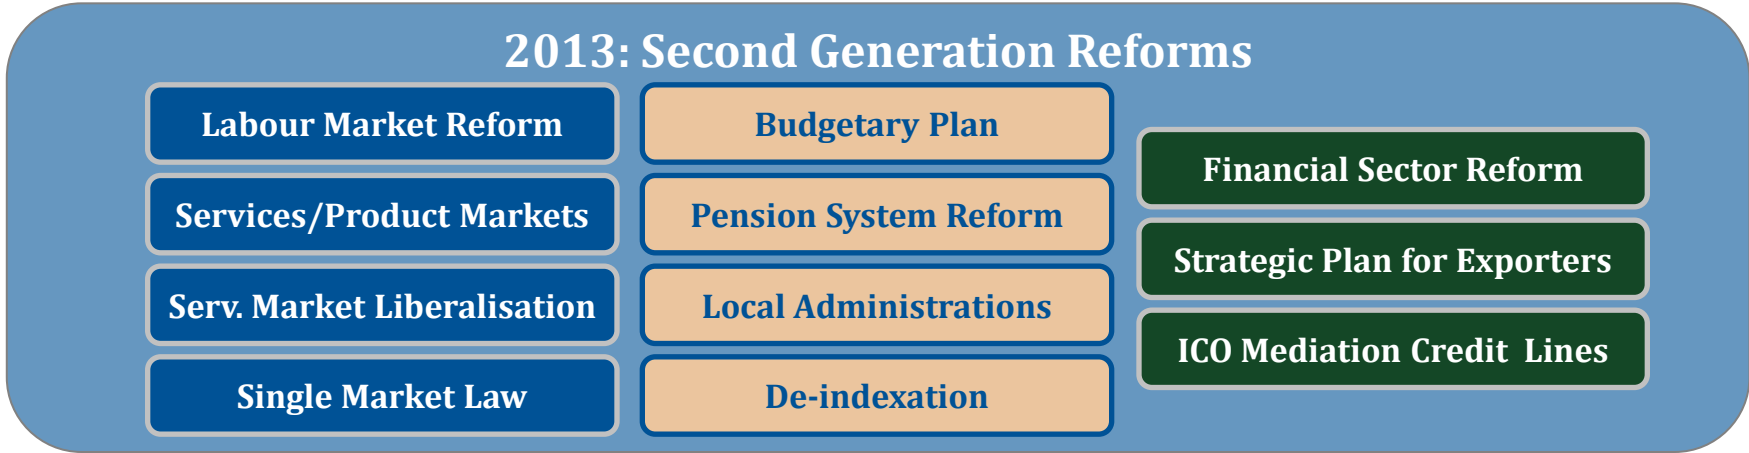 2013: Second Generation Reforms
Labour Market Reform
Services/Product Markets
Serv. Market Liberalisation
Single Market Law
Budgetary Plan
Pension System Reform
Local Administrations
De-indexation
Financial Sector Reform
Strategic Plan for Exporters
ICO Mediation Credit Lines